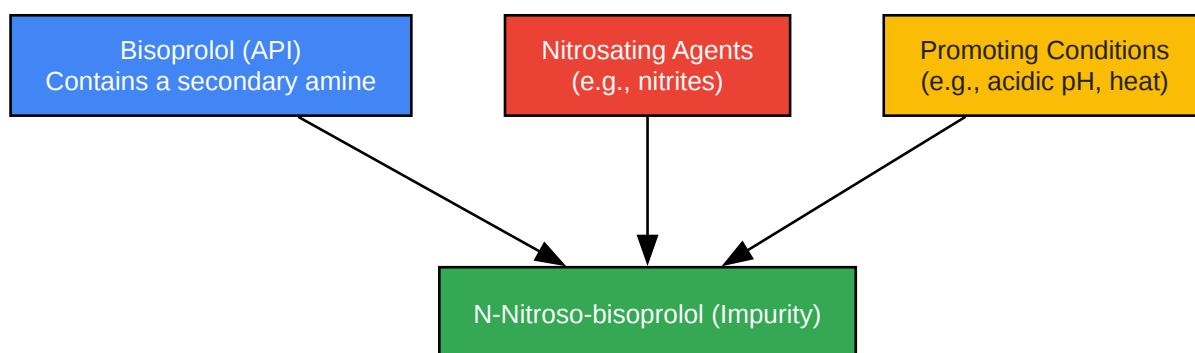 Bisoprolol (API)
Contains a secondary amine
Nitrosating Agents
(e.g., nitrites)
Promoting Conditions
(e.g., acidic pH, heat)
N-Nitroso-bisoprolol (Impurity)